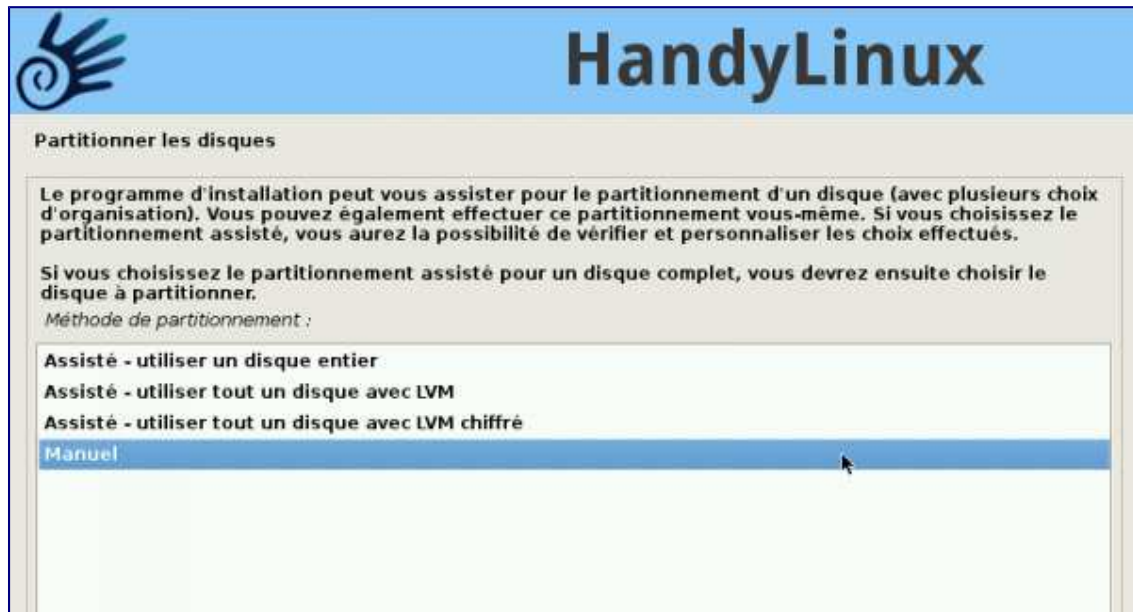 HandyLinux
Partitionner les disques
Le programme d'installation peut vous assister pour le partitionnement d'un disque (avec plusieurs choix
d'organisation). Vous pouvez également effectuer ce partitionnement vous-même. Si vous choisissez le
partitionnement assisté, vous aurez la possibilité de vérifier et personnaliser les choix effectués.
Si vous choisissez le partitionnement assisté pour un disque complet, vous devrez ensuite choisir le
disque à partitionner.
Méthode de partitionnement :
Assisté - utiliser un disque entier
Assisté - utiliser tout un disque avec LVM
Assisté - utiliser tout un disque avec LVM chiffré
Manuel